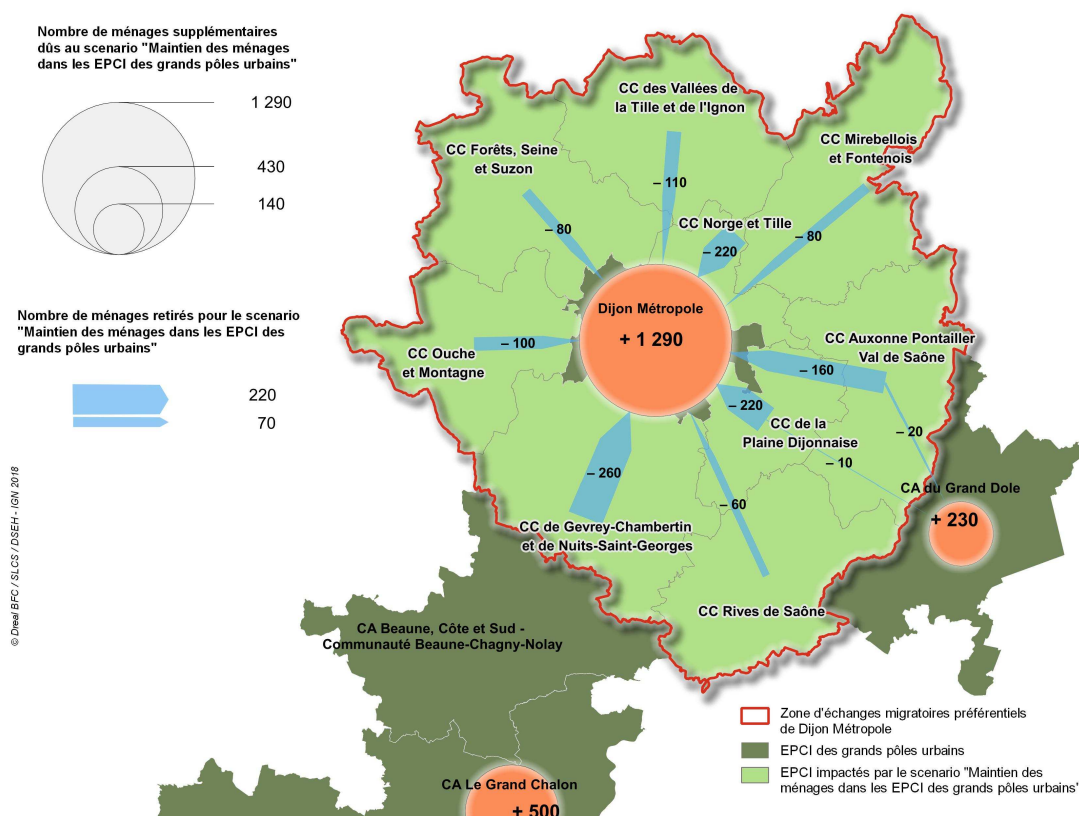 Nombre de ménages supplémentaires
dûs au scenario "Maintien des ménages
dans les EPCI des grands pôles urbains"
1 290
430
140
Nombre de ménages retirés pour le scenario
"Maintien des ménages dans les EPCI des
grands pôles urbains"
220
70
© Dreal BFC / SLCS / DSEH - IGN 2018
CC des Vallées de
la Tille et de l'Ignon
CC Mirebellois
et Fontenois
CC Forêts, Seine
et Suzon
– 110
CC Norge et Tille
– 80
– 220
– 80
Dijon Métropole
+ 1 290
CC Auxonne Pontailler
Val de Saône
– 100
CC Ouche
et Montagne
– 160
– 220
CC de la
Plaine Dijonnaise
– 20
– 10
– 260
CA du Grand Dole
+ 230
– 60
CC de Gevrey-Chambertin
et de Nuits-Saint-Georges
CC Rives de Saône
CA Beaune, Côte et Sud -
Communauté Beaune-Chagny-Nolay
CA Le Grand Chalon
+ 500
Zone d'échanges migratoires préférentiels
de Dijon Métropole
EPCI des grands pôles urbains
EPCI impactés par le scenario "Maintien des
ménages dans les EPCI des grands pôles urbains"